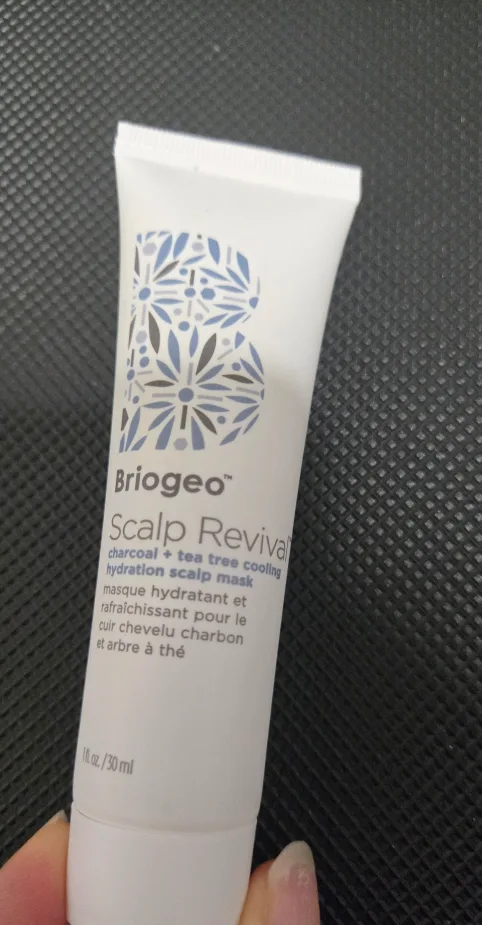 Briogeo™
Scalp Revival™
charcoal + tea tree cooling
hydration scalp mask
masque hydratant et
rafraîchissant pour le
cuir chevelu charbon
et arbre à thé
1 fl. oz. / 30 ml